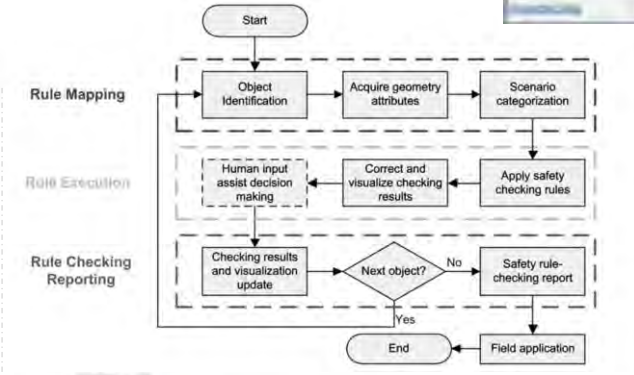 Start
Rule Mapping
Object
Identification
Acquire geometry
attributes
Scenario
categorization
Rule Execution
Human input
assist decision
making
Correct and
visualize checking
results
Apply safety
checking rules
Rule Checking
Reporting
Checking results
and visualization
update
Next object?
No
Safety rule-
checking report
Yes
End
Field application